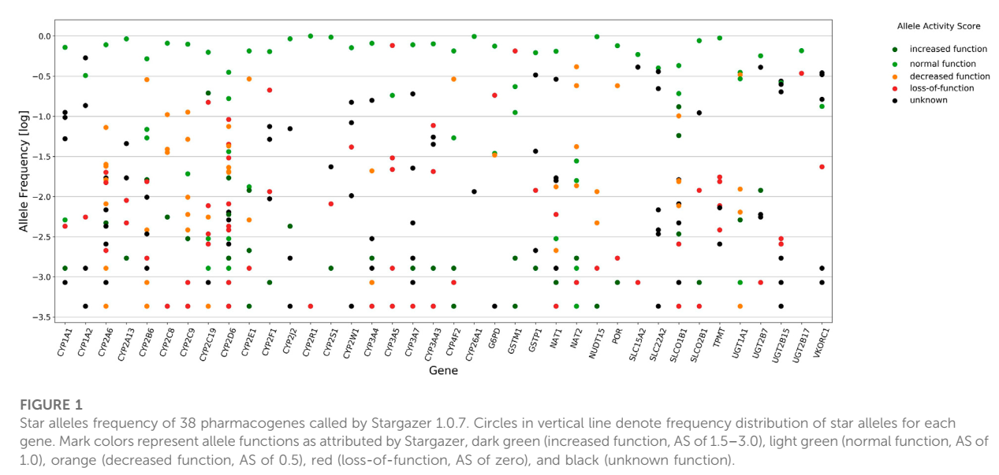 Allele Activity Score
increased function
normal function
decreased function
loss-of-function
unknown
Allele Frequency [log]
0.0
−0.5
−1.0
−1.5
−2.0
−2.5
−3.0
−3.5
CYP1A1
CYP1A2
CYP2A6
CYP2A13
CYP2B6
CYP2C8
CYP2C9
CYP2C19
CYP2D6
CYP2E1
CYP2F1
CYP2J2
CYP2R1
CYP2S1
CYP2W1
CYP3A4
CYP3A5
CYP3A7
CYP3A43
CYP4F2
CYP26A1
G6PD
GSTM1
GSTP1
NAT1
NAT2
NUDT15
POR
SLC15A2
SLC22A2
SLCO1B1
SLCO2B1
TPMT
UGT1A1
UGT2B7
UGT2B15
UGT2B17
VKORC1
Gene
FIGURE 1
Star alleles frequency of 38 pharmacogenes called by Stargazer 1.0.7. Circles in vertical line denote frequency distribution of star alleles for each
gene. Mark colors represent allele functions as attributed by Stargazer, dark green (increased function, AS of 1.5–3.0), light green (normal function, AS of
1.0), orange (decreased function, AS of 0.5), red (loss-of-function, AS of zero), and black (unknown function).